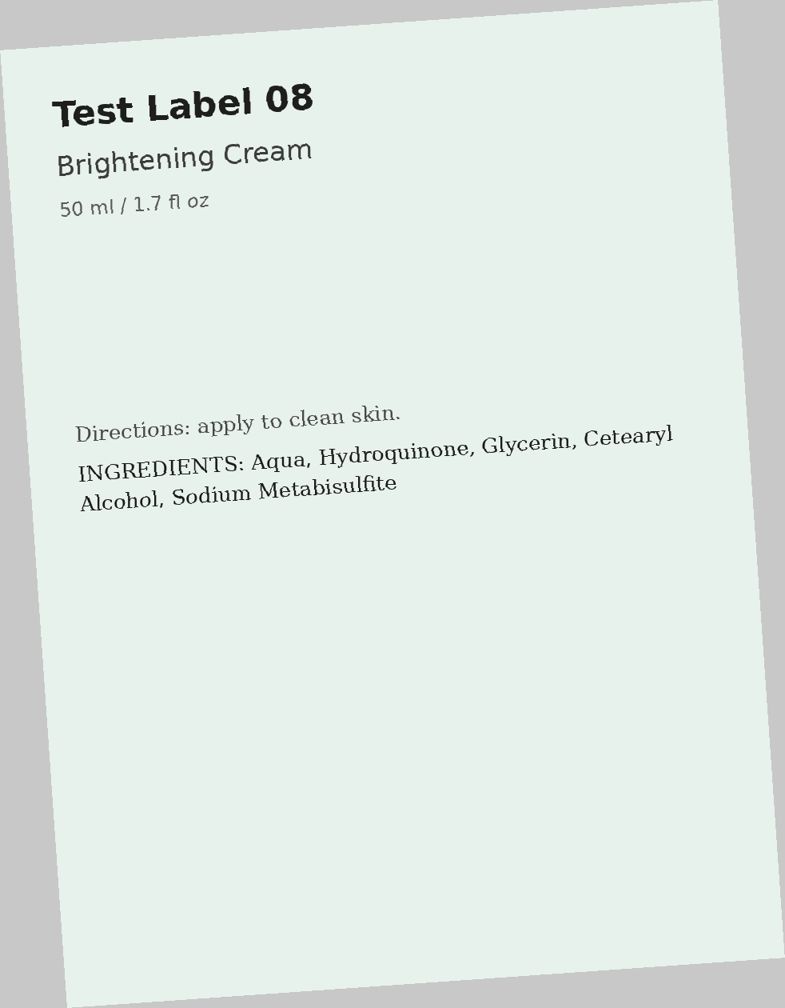 Test Label 08
Brightening Cream
50 ml / 1.7 fl oz
Directions: apply to clean skin.
INGREDIENTS: Aqua, Hydroquinone, Glycerin, Cetearyl
Alcohol, Sodium Metabisulfite